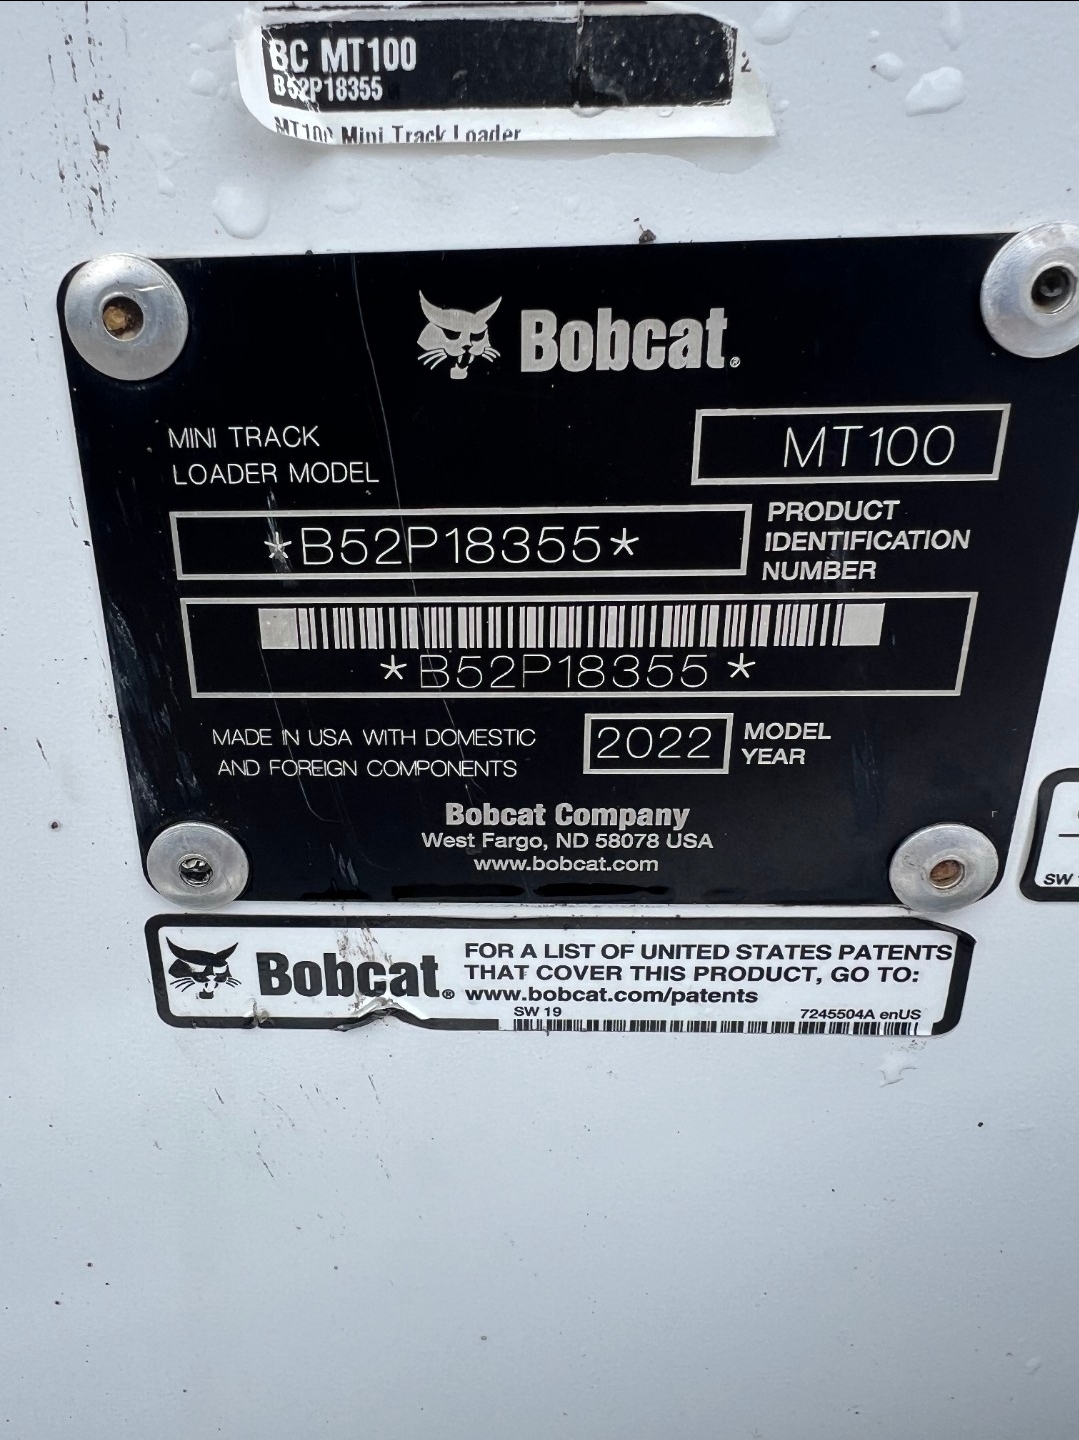 BC MT100
B52P18355
MT100 Mini Track Loader
Bobcat®
MINI TRACK
LOADER MODEL
MT100
*B52P18355*
PRODUCT
IDENTIFICATION
NUMBER
*B52P18355*
MADE IN USA WITH DOMESTIC
AND FOREIGN COMPONENTS
2022
MODEL
YEAR
Bobcat Company
West Fargo, ND 58078 USA
www.bobcat.com
SW
Bobcat®
FOR A LIST OF UNITED STATES PATENTS
THAT COVER THIS PRODUCT, GO TO:
www.bobcat.com/patents
SW 19
7245504A enUS